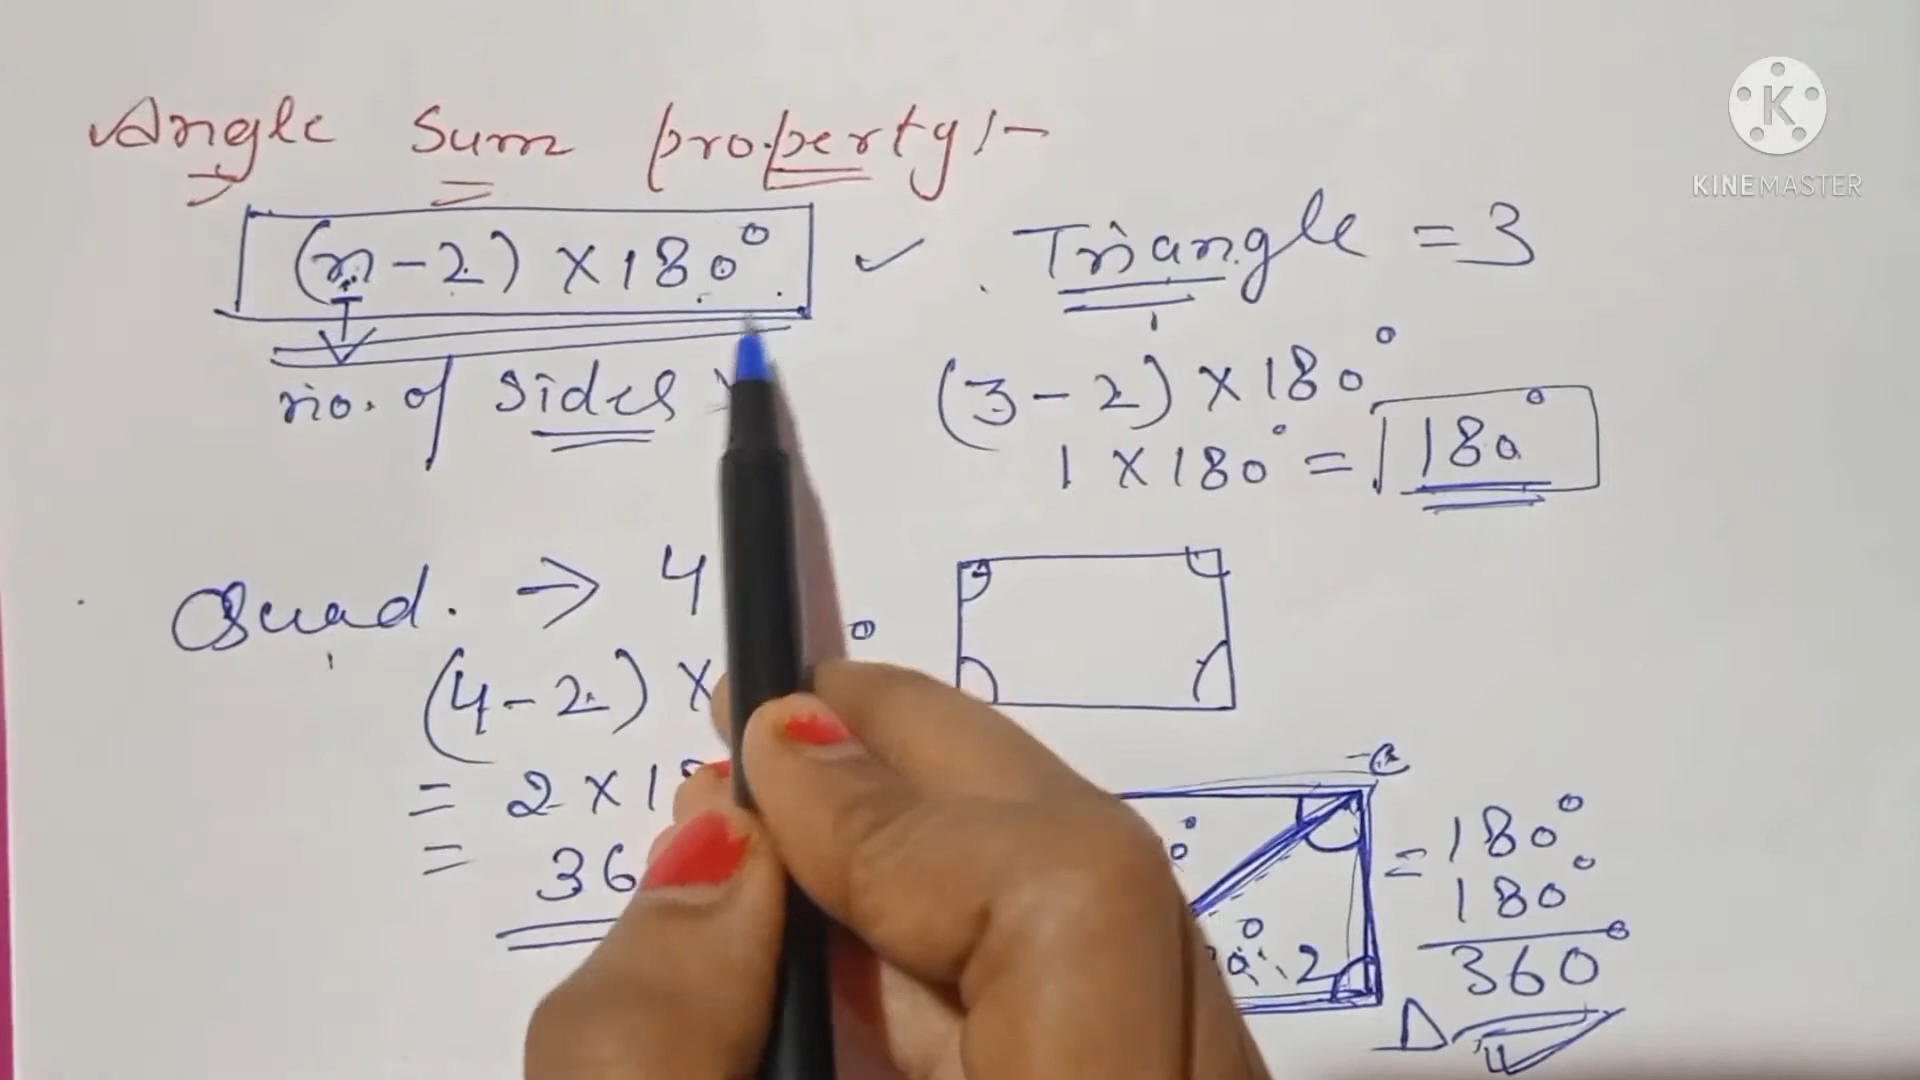 Angle Sum property :-
(n-2) × 180°
no. of sides
Triangle = 3
(3-2) × 180°
1 × 180° = 180°
Quad. → 4
(4-2) ×
= 2 × 1
= 36
= 180°
180°
360°
2
D
K
KINEMASTER